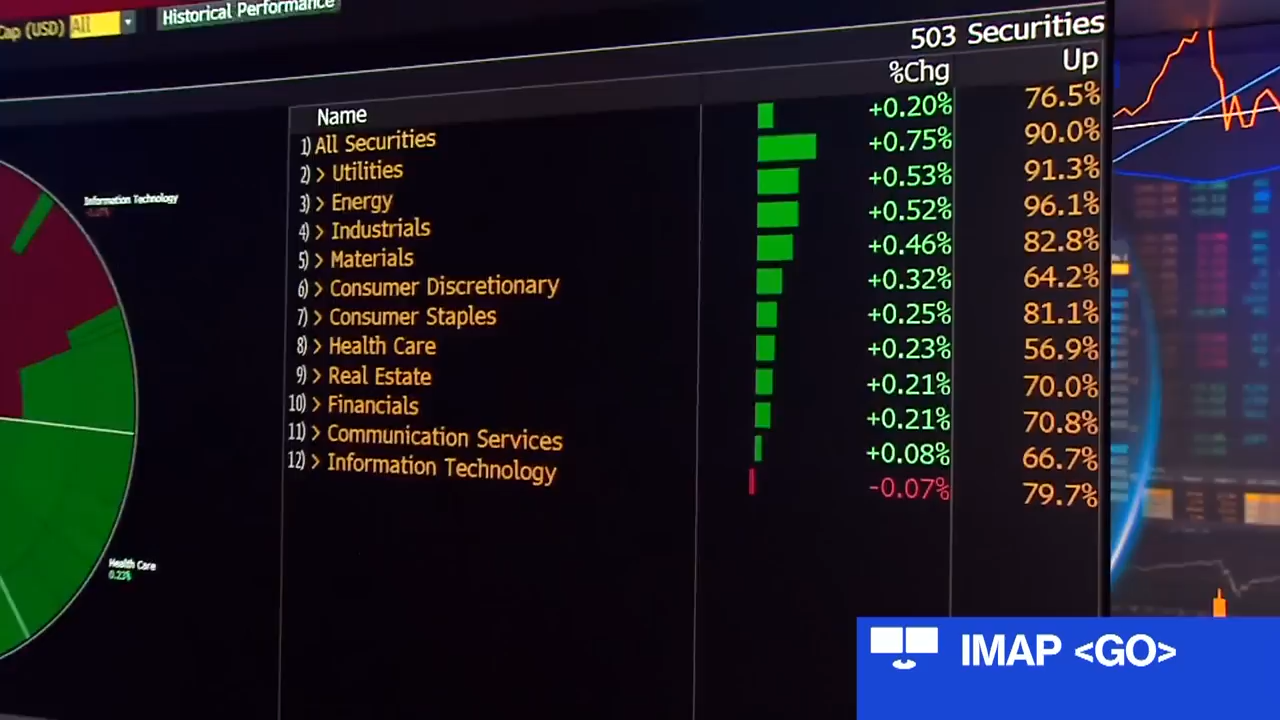 Cap (USD) All Historical Performance
503 Securities
Name %Chg Up
1) All Securities +0.20% 76.5%
2) > Utilities +0.75% 90.0%
3) > Energy +0.53% 91.3%
4) > Industrials +0.52% 96.1%
5) > Materials +0.46% 82.8%
6) > Consumer Discretionary +0.32% 64.2%
7) > Consumer Staples +0.25% 81.1%
8) > Health Care +0.23% 56.9%
9) > Real Estate +0.21% 70.0%
10) > Financials +0.21% 70.8%
11) > Communication Services +0.08% 66.7%
12) > Information Technology -0.07% 79.7%
Information Technology
Health Care
0.23%
IMAP <GO>